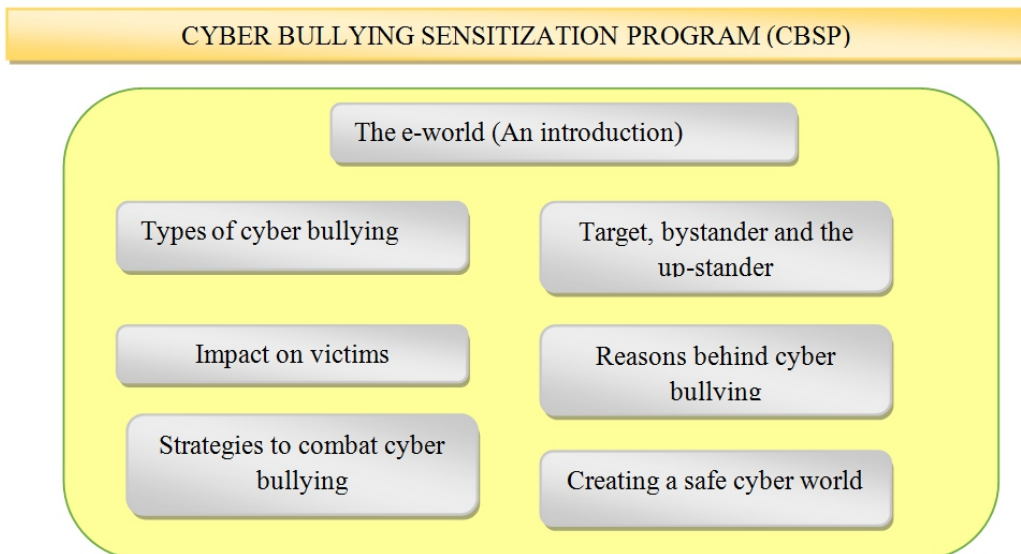 CYBER BULLYING SENSITIZATION PROGRAM (CBSP)
The e-world (An introduction)
Types of cyber bullying
Target, bystander and the
up-stander
Impact on victims
Reasons behind cyber
bullying
Strategies to combat cyber
bullying
Creating a safe cyber world